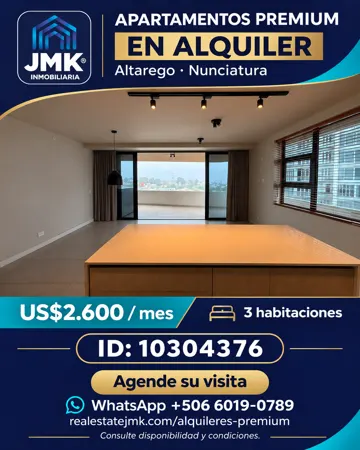 JMK®
INMOBILIARIA
APARTAMENTOS PREMIUM
EN ALQUILER
Altarego · Nunciatura
US$2.600 / mes
3 habitaciones
ID: 10304376
Agende su visita
WhatsApp +506 6019-0789
realestatejmk.com/alquileres-premium
Consulte disponibilidad y condiciones.